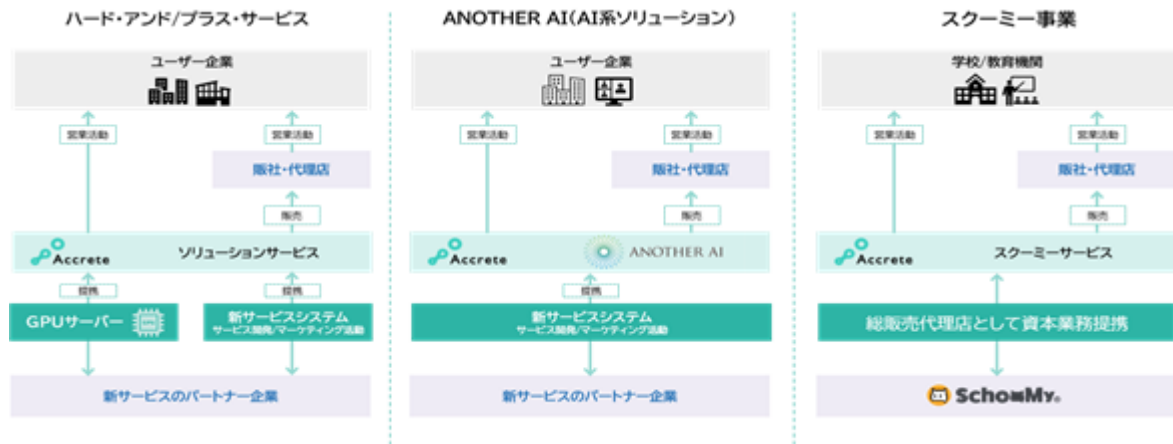 ハード・アンド/プラス・サービス
ユーザー企業
営業活動
営業活動
販社・代理店
販売
Accrete
ソリューションサービス
提携
提携
GPUサーバー
新サービスシステム
サービス開発/マーケティング活動
新サービスのパートナー企業
ANOTHER AI(AI系ソリューション)
ユーザー企業
営業活動
営業活動
販社・代理店
販売
Accrete
ANOTHER AI
提携
新サービスシステム
サービス開発/マーケティング活動
新サービスのパートナー企業
スクーミー事業
学校/教育機関
営業活動
営業活動
販社・代理店
販売
Accrete
スクーミーサービス
総販売代理店として資本業務提携
SchooMy®